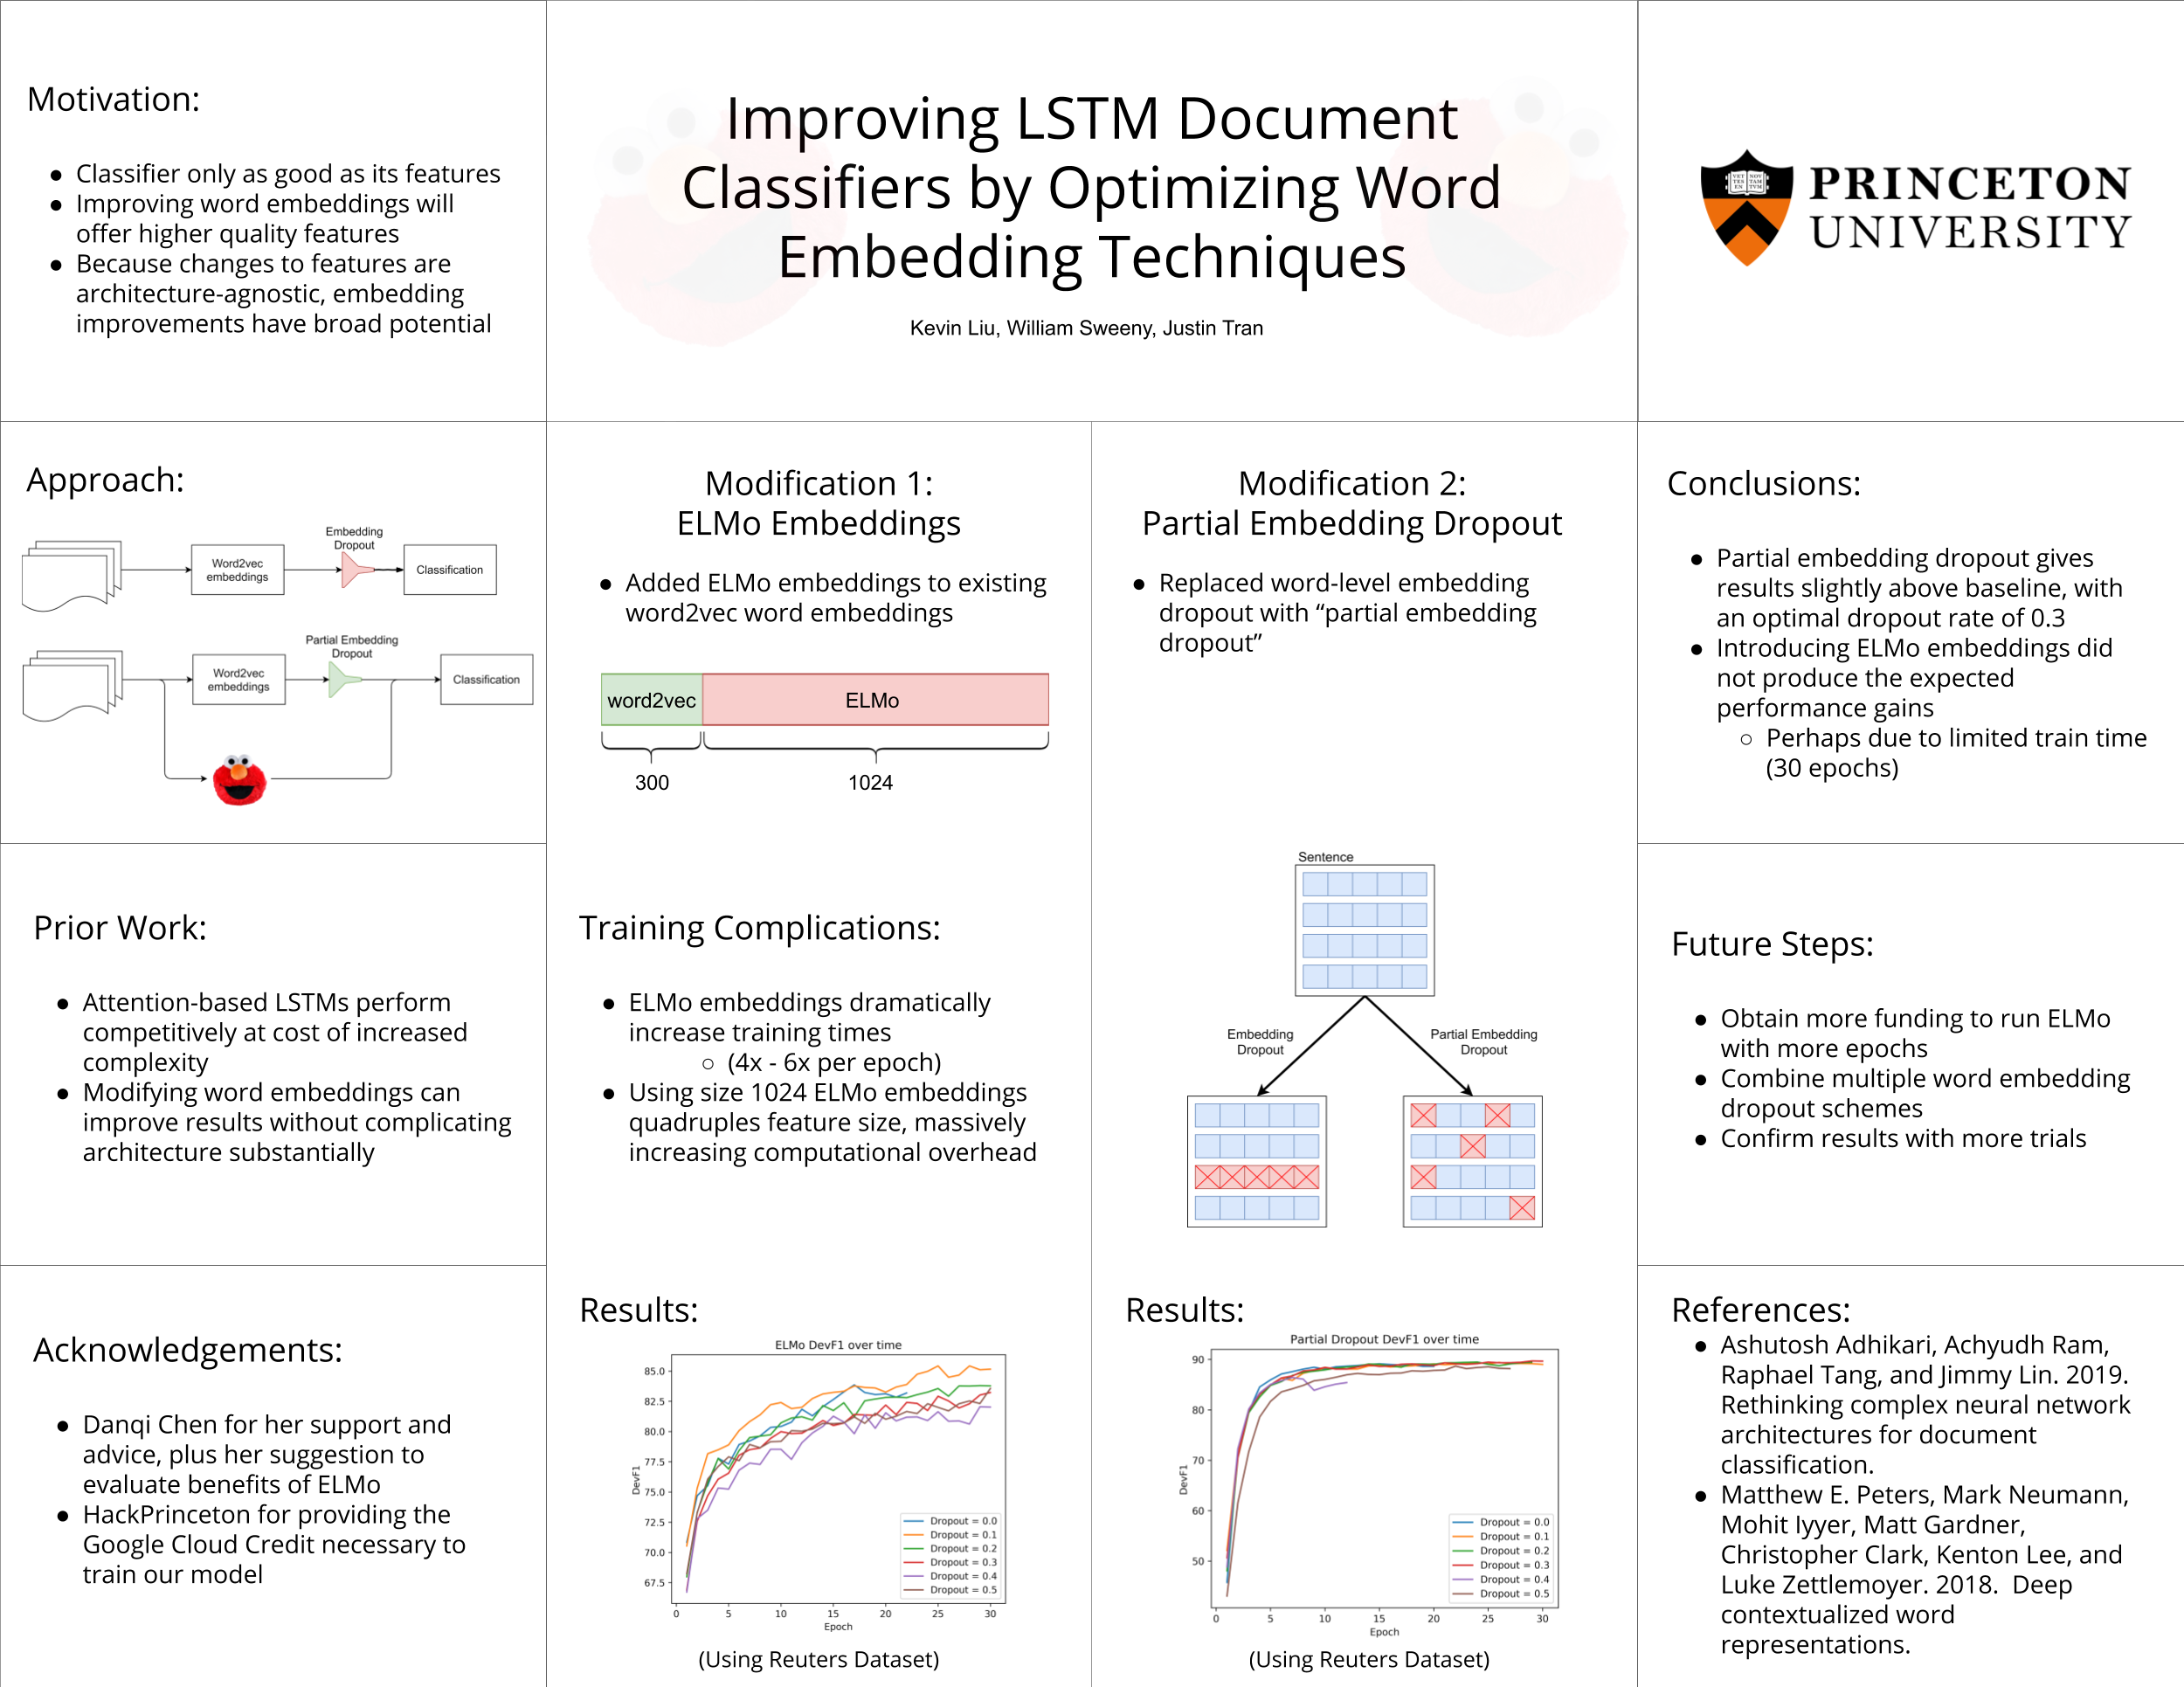 Motivation:
● Classifier only as good as its features
● Improving word embeddings will
offer higher quality features
● Because changes to features are
architecture-agnostic, embedding
improvements have broad potential
Improving LSTM Document
Classifiers by Optimizing Word
Embedding Techniques
Kevin Liu, William Sweeny, Justin Tran
VET NOV
TES TAM
EN TVM
PRINCETON
UNIVERSITY
Approach:
Embedding
Dropout
Word2vec
embeddings
Classification
Partial Embedding
Dropout
Word2vec
embeddings
Classification
Prior Work:
● Attention-based LSTMs perform
competitively at cost of increased
complexity
● Modifying word embeddings can
improve results without complicating
architecture substantially
Acknowledgements:
● Danqi Chen for her support and
advice, plus her suggestion to
evaluate benefits of ELMo
● HackPrinceton for providing the
Google Cloud Credit necessary to
train our model
Modification 1:
ELMo Embeddings
● Added ELMo embeddings to existing
word2vec word embeddings
word2vec ELMo
300 1024
Training Complications:
● ELMo embeddings dramatically
increase training times
○ (4x - 6x per epoch)
● Using size 1024 ELMo embeddings
quadruples feature size, massively
increasing computational overhead
Results:
ELMo DevF1 over time
85.0
82.5
80.0
77.5
75.0
72.5
70.0
67.5
DevF1
Dropout = 0.0
Dropout = 0.1
Dropout = 0.2
Dropout = 0.3
Dropout = 0.4
Dropout = 0.5
0 5 10 15 20 25 30
Epoch
(Using Reuters Dataset)
Modification 2:
Partial Embedding Dropout
● Replaced word-level embedding
dropout with “partial embedding
dropout”
Sentence
Embedding
Dropout
Partial Embedding
Dropout
Results:
Partial Dropout DevF1 over time
90
80
70
60
50
DevF1
Dropout = 0.0
Dropout = 0.1
Dropout = 0.2
Dropout = 0.3
Dropout = 0.4
Dropout = 0.5
0 5 10 15 20 25 30
Epoch
(Using Reuters Dataset)
Conclusions:
● Partial embedding dropout gives
results slightly above baseline, with
an optimal dropout rate of 0.3
● Introducing ELMo embeddings did
not produce the expected
performance gains
○ Perhaps due to limited train time
(30 epochs)
Future Steps:
● Obtain more funding to run ELMo
with more epochs
● Combine multiple word embedding
dropout schemes
● Confirm results with more trials
References:
● Ashutosh Adhikari, Achyudh Ram,
Raphael Tang, and Jimmy Lin. 2019.
Rethinking complex neural network
architectures for document
classification.
● Matthew E. Peters, Mark Neumann,
Mohit Iyyer, Matt Gardner,
Christopher Clark, Kenton Lee, and
Luke Zettlemoyer. 2018. Deep
contextualized word
representations.